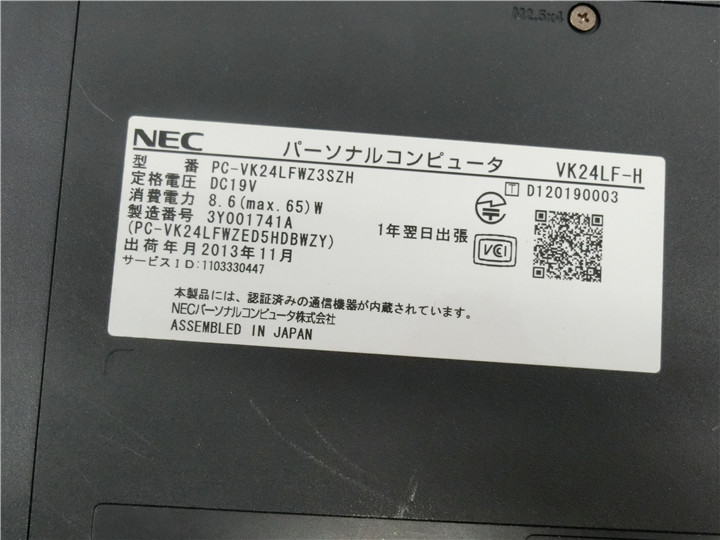 M2.5x4
NEC パーソナルコンピュータ VK24LF-H
型 番 PC-VK24LFWZ3SZH
定格電圧 DC19V
消費電力 8.6(max.65)W
製造番号 3Y001741A
(PC-VK24LFWZED5HDBWZY)
出荷年月2013年11月
サービスID:1103330447
1年翌日出張
T D120190003
VCI
本製品には、認証済みの通信機器が内蔵されています。
NECパーソナルコンピュータ株式会社
ASSEMBLED IN JAPAN